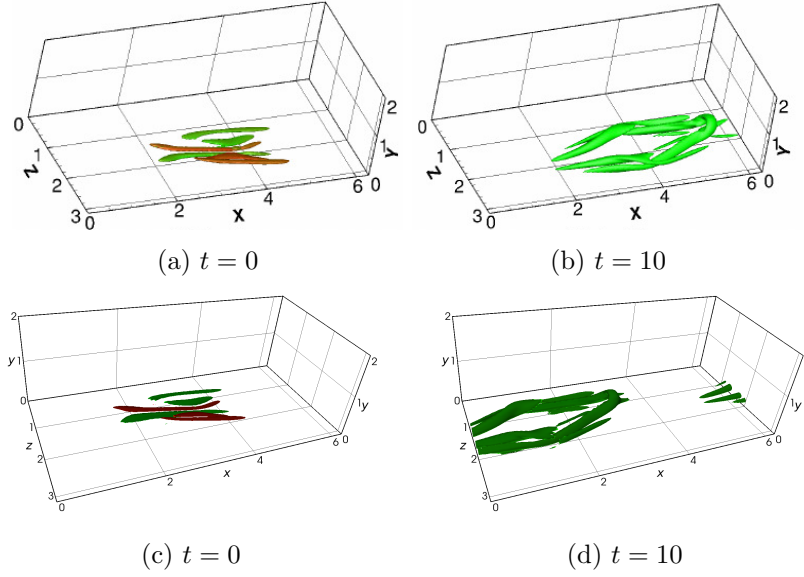 0 1 2 3 Z
0 2 4 6 X
0 1 2 Y
(a) t = 0
0 1 2 3 Z
0 2 4 6 X
0 1 2 Y
(b) t = 10
2 y 1 0
1 z 2 3
0 2 x 4 6
0 1 y 2
(c) t = 0
2 y 1 0
1 z 2 3
0 2 x 4 6
0 1 y 2
(d) t = 10